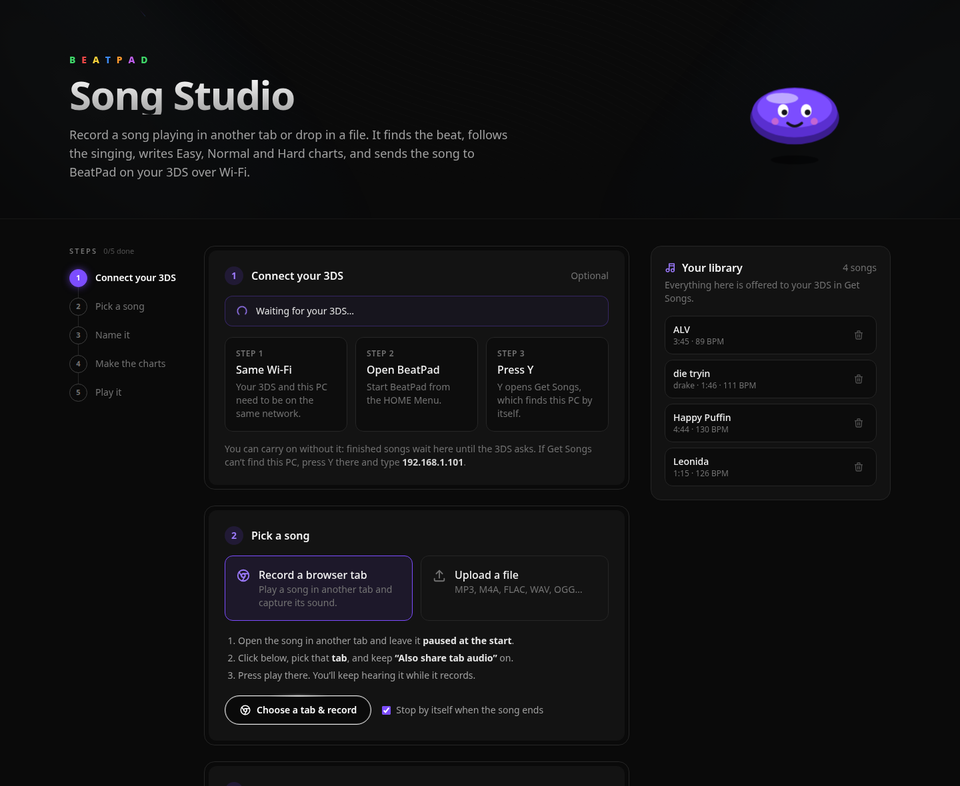 BEATPAD
Song Studio
Record a song playing in another tab or drop in a file. It finds the beat, follows
the singing, writes Easy, Normal and Hard charts, and sends the song to
BeatPad on your 3DS over Wi-Fi.
STEPS 0/5 done
1 Connect your 3DS
2 Pick a song
3 Name it
4 Make the charts
5 Play it
1 Connect your 3DS Optional
Waiting for your 3DS...
STEP 1
Same Wi-Fi
Your 3DS and this PC
need to be on the
same network.
STEP 2
Open BeatPad
Start BeatPad from
the HOME Menu.
STEP 3
Press Y
Y opens Get Songs,
which finds this PC by
itself.
You can carry on without it: finished songs wait here until the 3DS asks. If Get Songs
can’t find this PC, press Y there and type 192.168.1.101.
2 Pick a song
Record a browser tab
Play a song in another tab and
capture its sound.
Upload a file
MP3, M4A, FLAC, WAV, OGG...
1. Open the song in another tab and leave it paused at the start.
2. Click below, pick that tab, and keep “Also share tab audio” on.
3. Press play there. You’ll keep hearing it while it records.
Choose a tab & record
Stop by itself when the song ends
Your library 4 songs
Everything here is offered to your 3DS in Get
Songs.
ALV
3:45 · 89 BPM
die tryin
drake · 1:46 · 111 BPM
Happy Puffin
4:44 · 130 BPM
Leonida
1:15 · 126 BPM